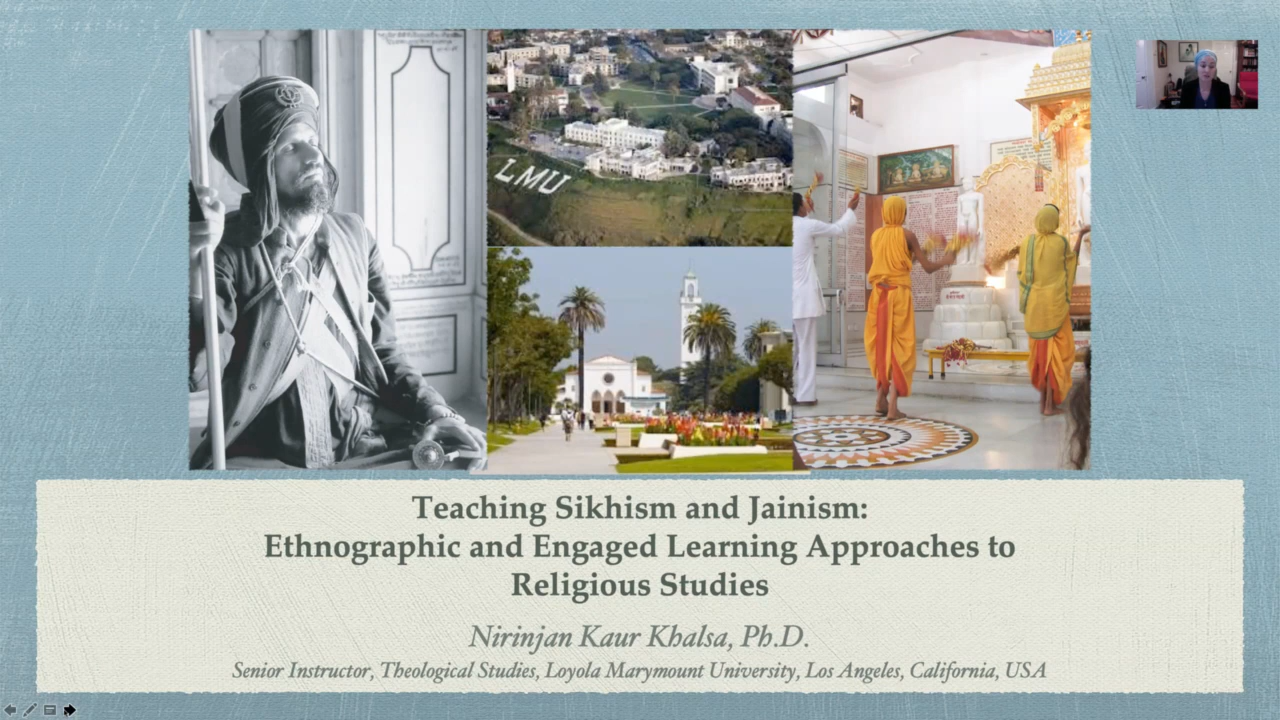 LMU
Teaching Sikhism and Jainism:
Ethnographic and Engaged Learning Approaches to
Religious Studies
Nirinjan Kaur Khalsa, Ph.D.
Senior Instructor, Theological Studies, Loyola Marymount University, Los Angeles, California, USA